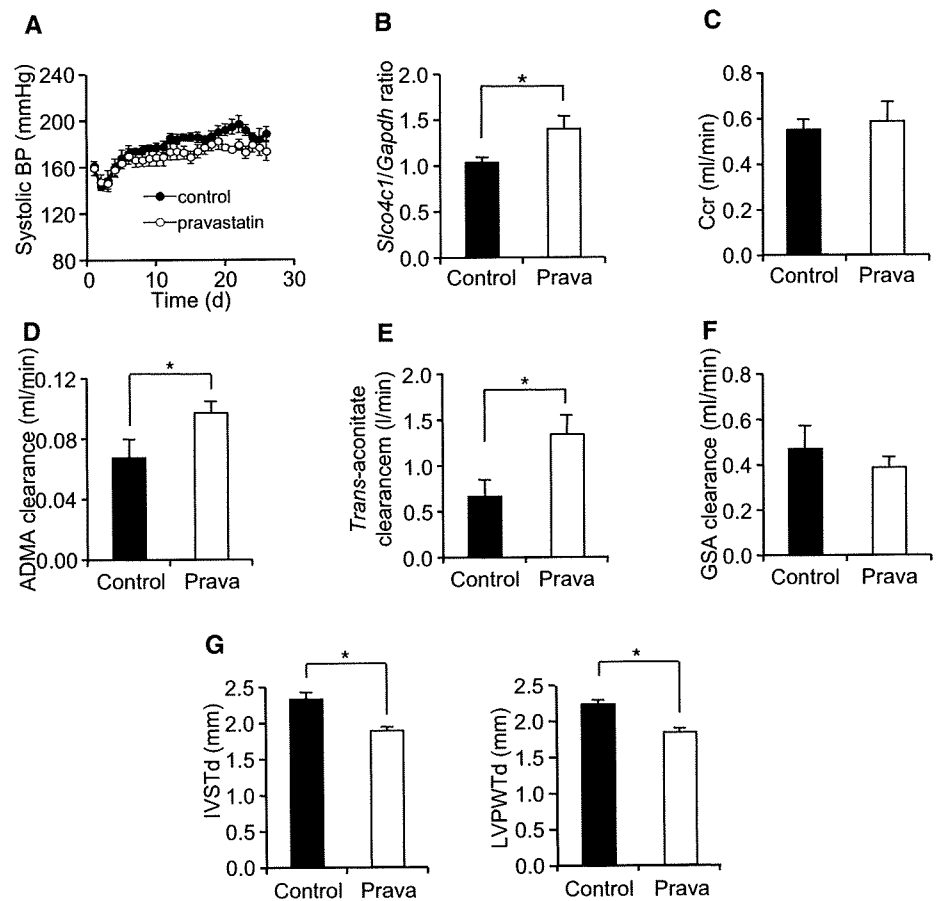 A
Systolic BP (mmHg)
240
200
160
120
80
control
pravastatin
0
10
20
30
Time (d)
B
Slco4c1/Gapdh ratio
2.0
1.5
1.0
0.5
0.0
*
Control
Prava
C
Ccr (ml/min)
0.8
0.6
0.4
0.2
0.0
Control
Prava
D
ADMA clearance (ml/min)
0.12
0.08
0.04
0.00
*
Control
Prava
E
Trans-aconitate
clearancem (l/min)
2.0
1.5
1.0
0.5
0.0
*
Control
Prava
F
GSA clearance (ml/min)
0.8
0.6
0.4
0.2
0.0
Control
Prava
G
IVSTd (mm)
2.5
2.0
1.5
1.0
0.5
0.0
*
Control
Prava
LVPWTd (mm)
2.5
2.0
1.5
1.0
0.5
0.0
*
Control
Prava